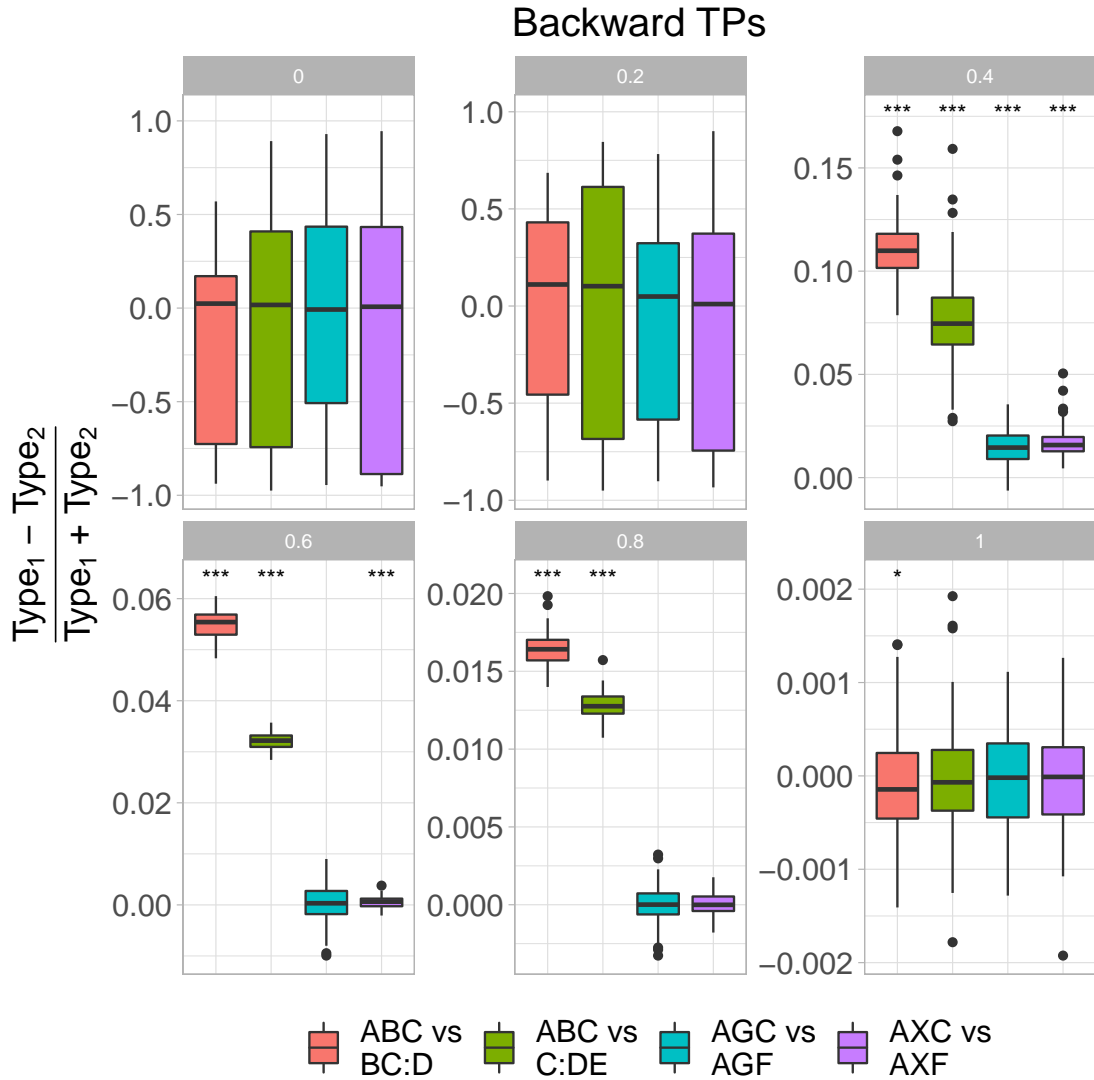 Backward TPs
0
0.2
0.4
1.0
0.5
0.0
−0.5
−1.0
1.0
0.5
0.0
−0.5
−1.0
*** *** *** ***
0.15
0.10
0.05
0.00
Type1 − Type2
Type1 + Type2
0.6
0.8
1
*** *** ***
0.06
0.04
0.02
0.00
*** ***
0.020
0.015
0.010
0.005
0.000
*
0.002
0.001
0.000
−0.001
−0.002
ABC vs
BC:D
ABC vs
C:DE
AGC vs
AGF
AXC vs
AXF